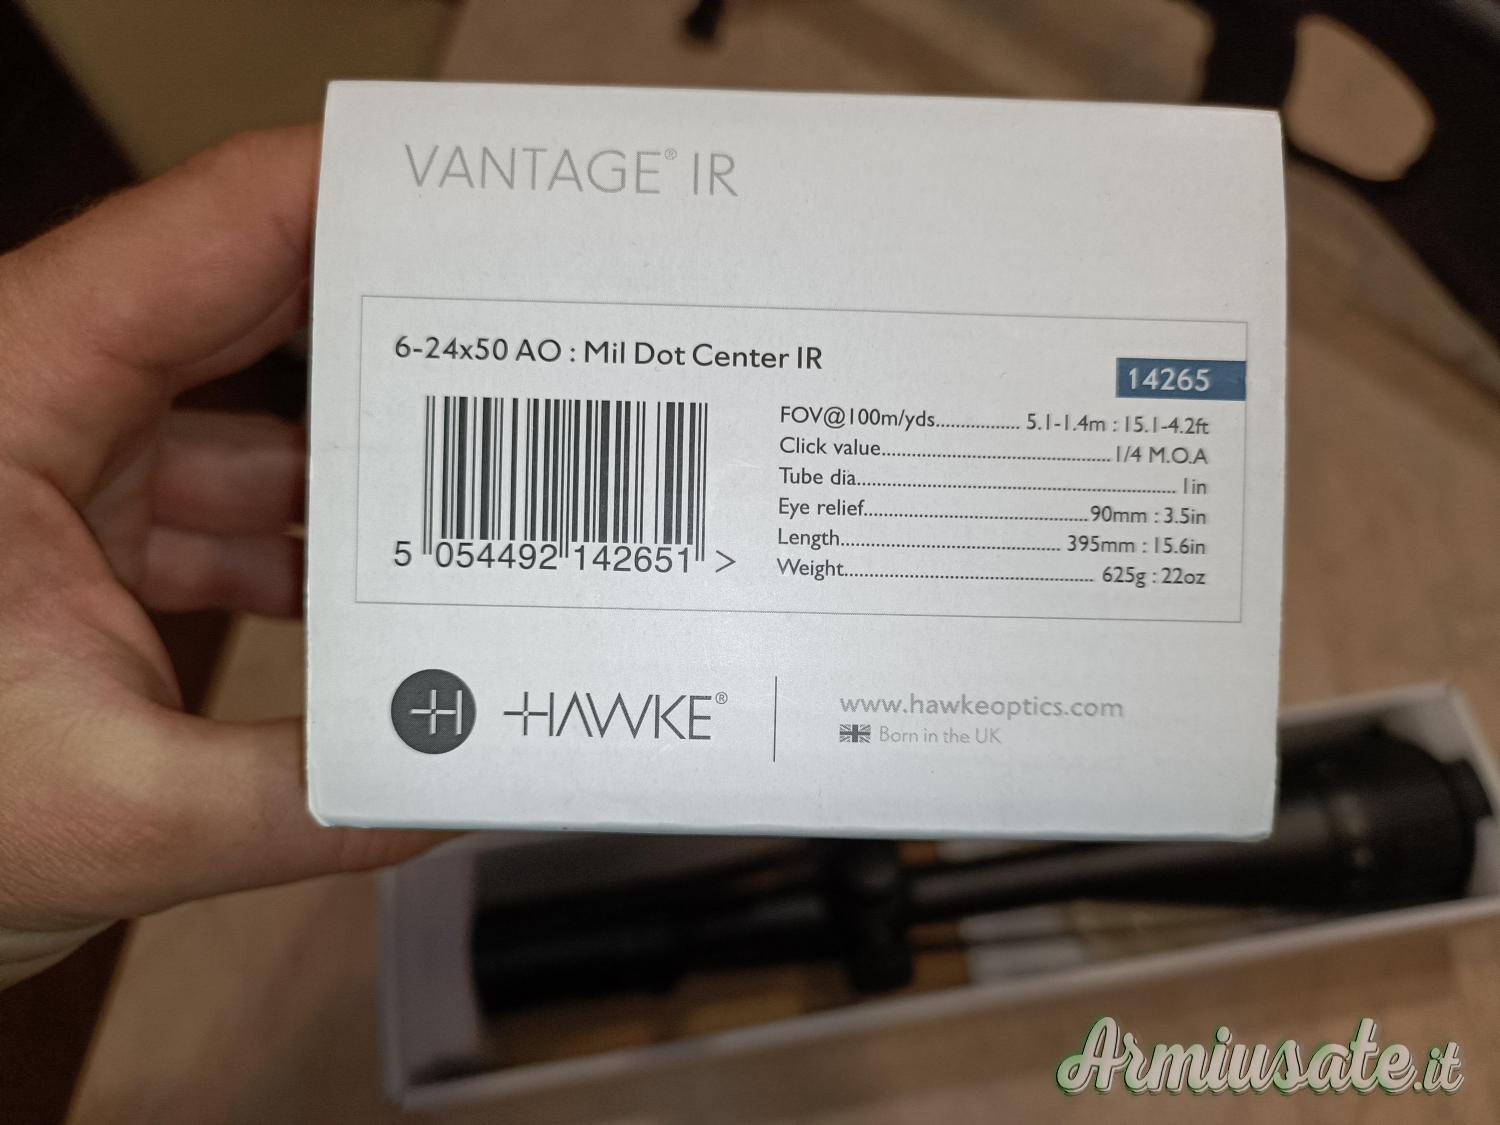 VANTAGE® IR
6-24x50 AO : Mil Dot Center IR
14265
FOV@100m/yds................ 5.1-1.4m : 15.1-4.2ft
Click value............................................. 1/4 M.O.A
Tube dia............................................................... 1in
Eye relief............................................ 90mm : 3.5in
Length............................................ 395mm : 15.6in
Weight................................................. 625g : 22oz
5 054492 142651 >
H HAWKE®
www.hawkeoptics.com
Born in the UK
Armiusate.it